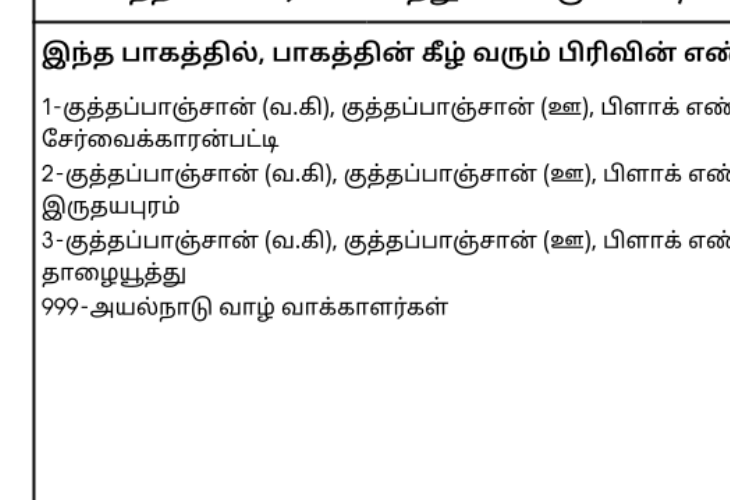 இந்த பாகத்தில், பாகத்தின் கீழ் வரும் பிரிவின் எண்
1-குத்தப்பாஞ்சான் (வ.கி), குத்தப்பாஞ்சான் (ஊ), பிளாக் எண்
சேர்வைக்காரன்பட்டி
2-குத்தப்பாஞ்சான் (வ.கி), குத்தப்பாஞ்சான் (ஊ), பிளாக் எண்
இருதயபுரம்
3-குத்தப்பாஞ்சான் (வ.கி), குத்தப்பாஞ்சான் (ஊ), பிளாக் எண்
தாழையூத்து
999-அயல்நாடு வாழ் வாக்காளர்கள்